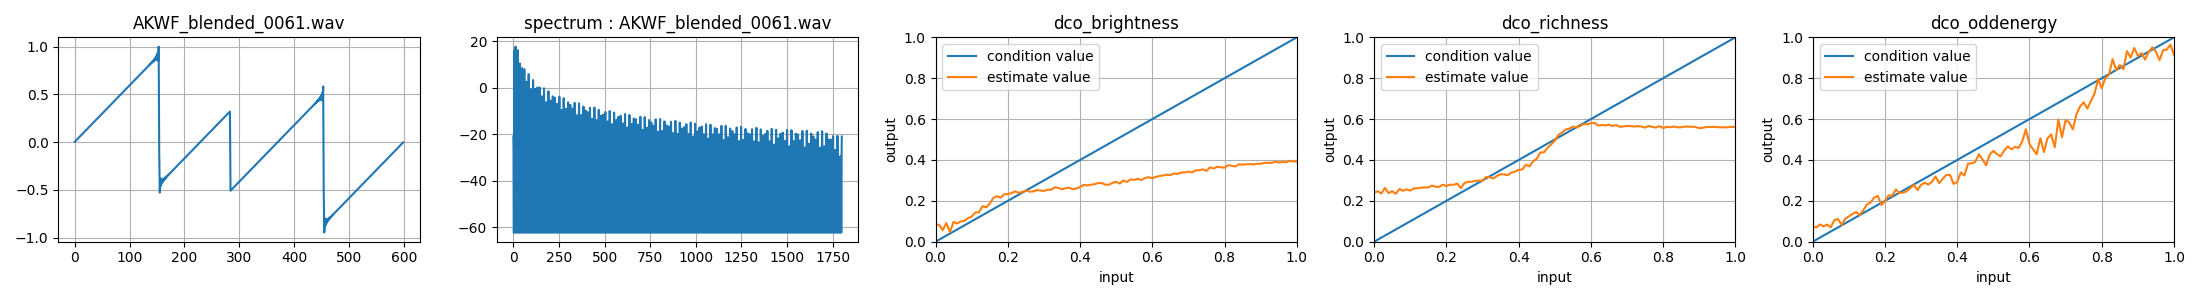 AKWF_blended_0061.wav
1.0
0.5
0.0
−0.5
−1.0
0 100 200 300 400 500 600
spectrum : AKWF_blended_0061.wav
20
0
−20
−40
−60
0 250 500 750 1000 1250 1500 1750
dco_brightness
condition value
estimate value
output
1.0
0.8
0.6
0.4
0.2
0.0
0.0 0.2 0.4 0.6 0.8 1.0
input
dco_richness
condition value
estimate value
output
1.0
0.8
0.6
0.4
0.2
0.0
0.0 0.2 0.4 0.6 0.8 1.0
input
dco_oddenergy
condition value
estimate value
output
1.0
0.8
0.6
0.4
0.2
0.0
0.0 0.2 0.4 0.6 0.8 1.0
input